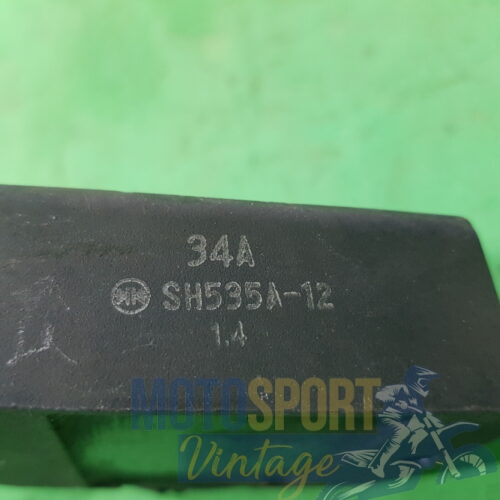 34A
SH535A-12
1.4
MOTOSPORT
Vintage